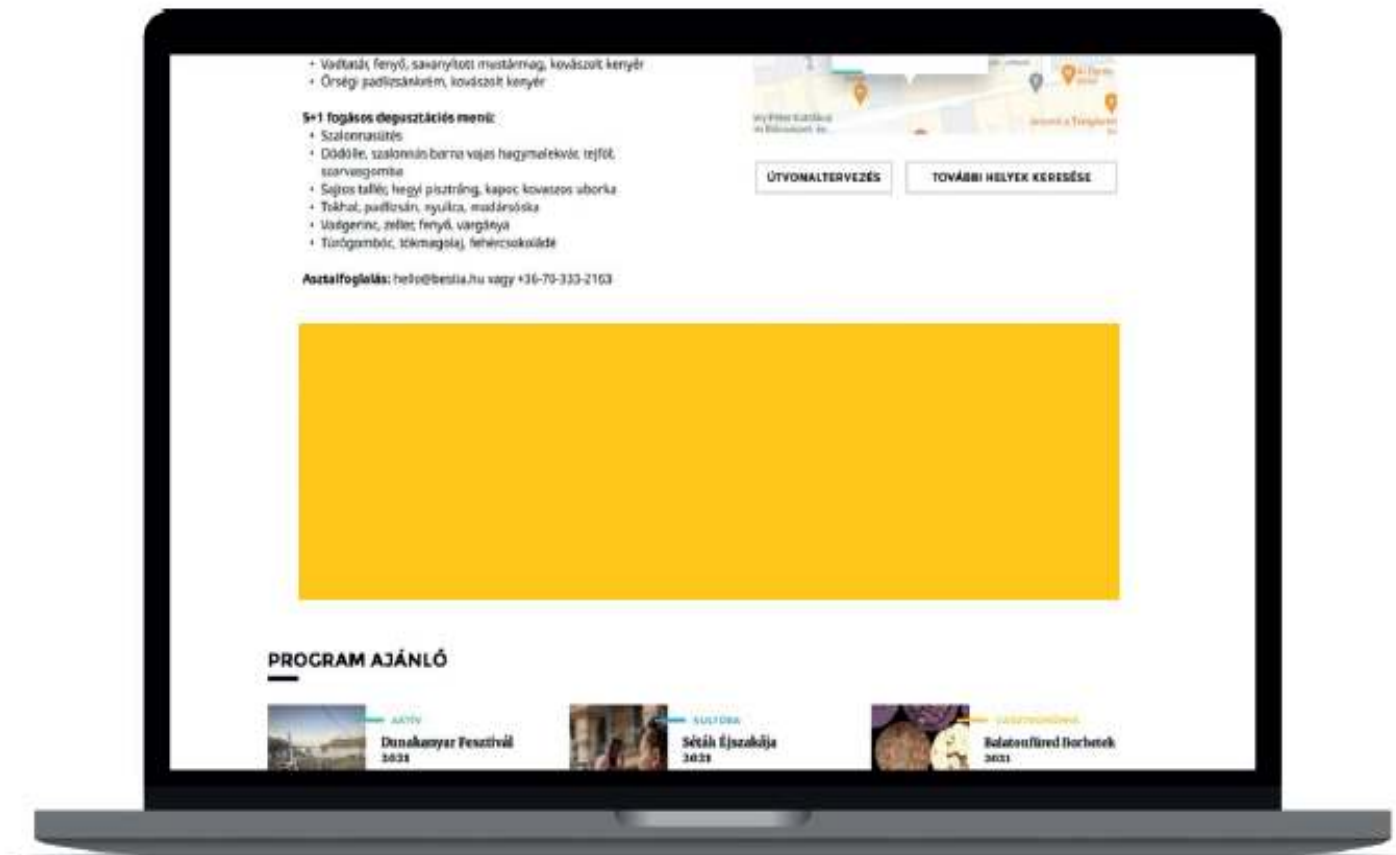 • Vadtatár, fenyő, savanyított mustármag, kovászolt kenyér
• Őrségi padlizsánkrém, kovászolt kenyér
5+1 fogásos degusztációs menü:
• Szalonnasütés
• Dödölle, szalonnás barna vajas hagymalekvár, tejföl,
szarvasgomba
• Sajtos tallér, hegyi pisztráng, kapor, kovaszos uborka
• Tokhal, padlizsán, nyulica, madársóska
• Vadgerinc, zeller, fenyő, vargánya
• Túrógombóc, tökmagolaj, fehércsokoládé
Asztalfoglalás: hello@bestia.hu vagy +36-70-333-2163
ÚTVONALTERVEZÉS
TOVÁBBI HELYEK KERESÉSE
PROGRAM AJÁNLÓ
AKTÍV
Dunakanyar Fesztivál
2021
KULTÚRA
Séták Éjszakája
2021
GASZTRONÓMIA
Balatonfüred Borhetek
2021